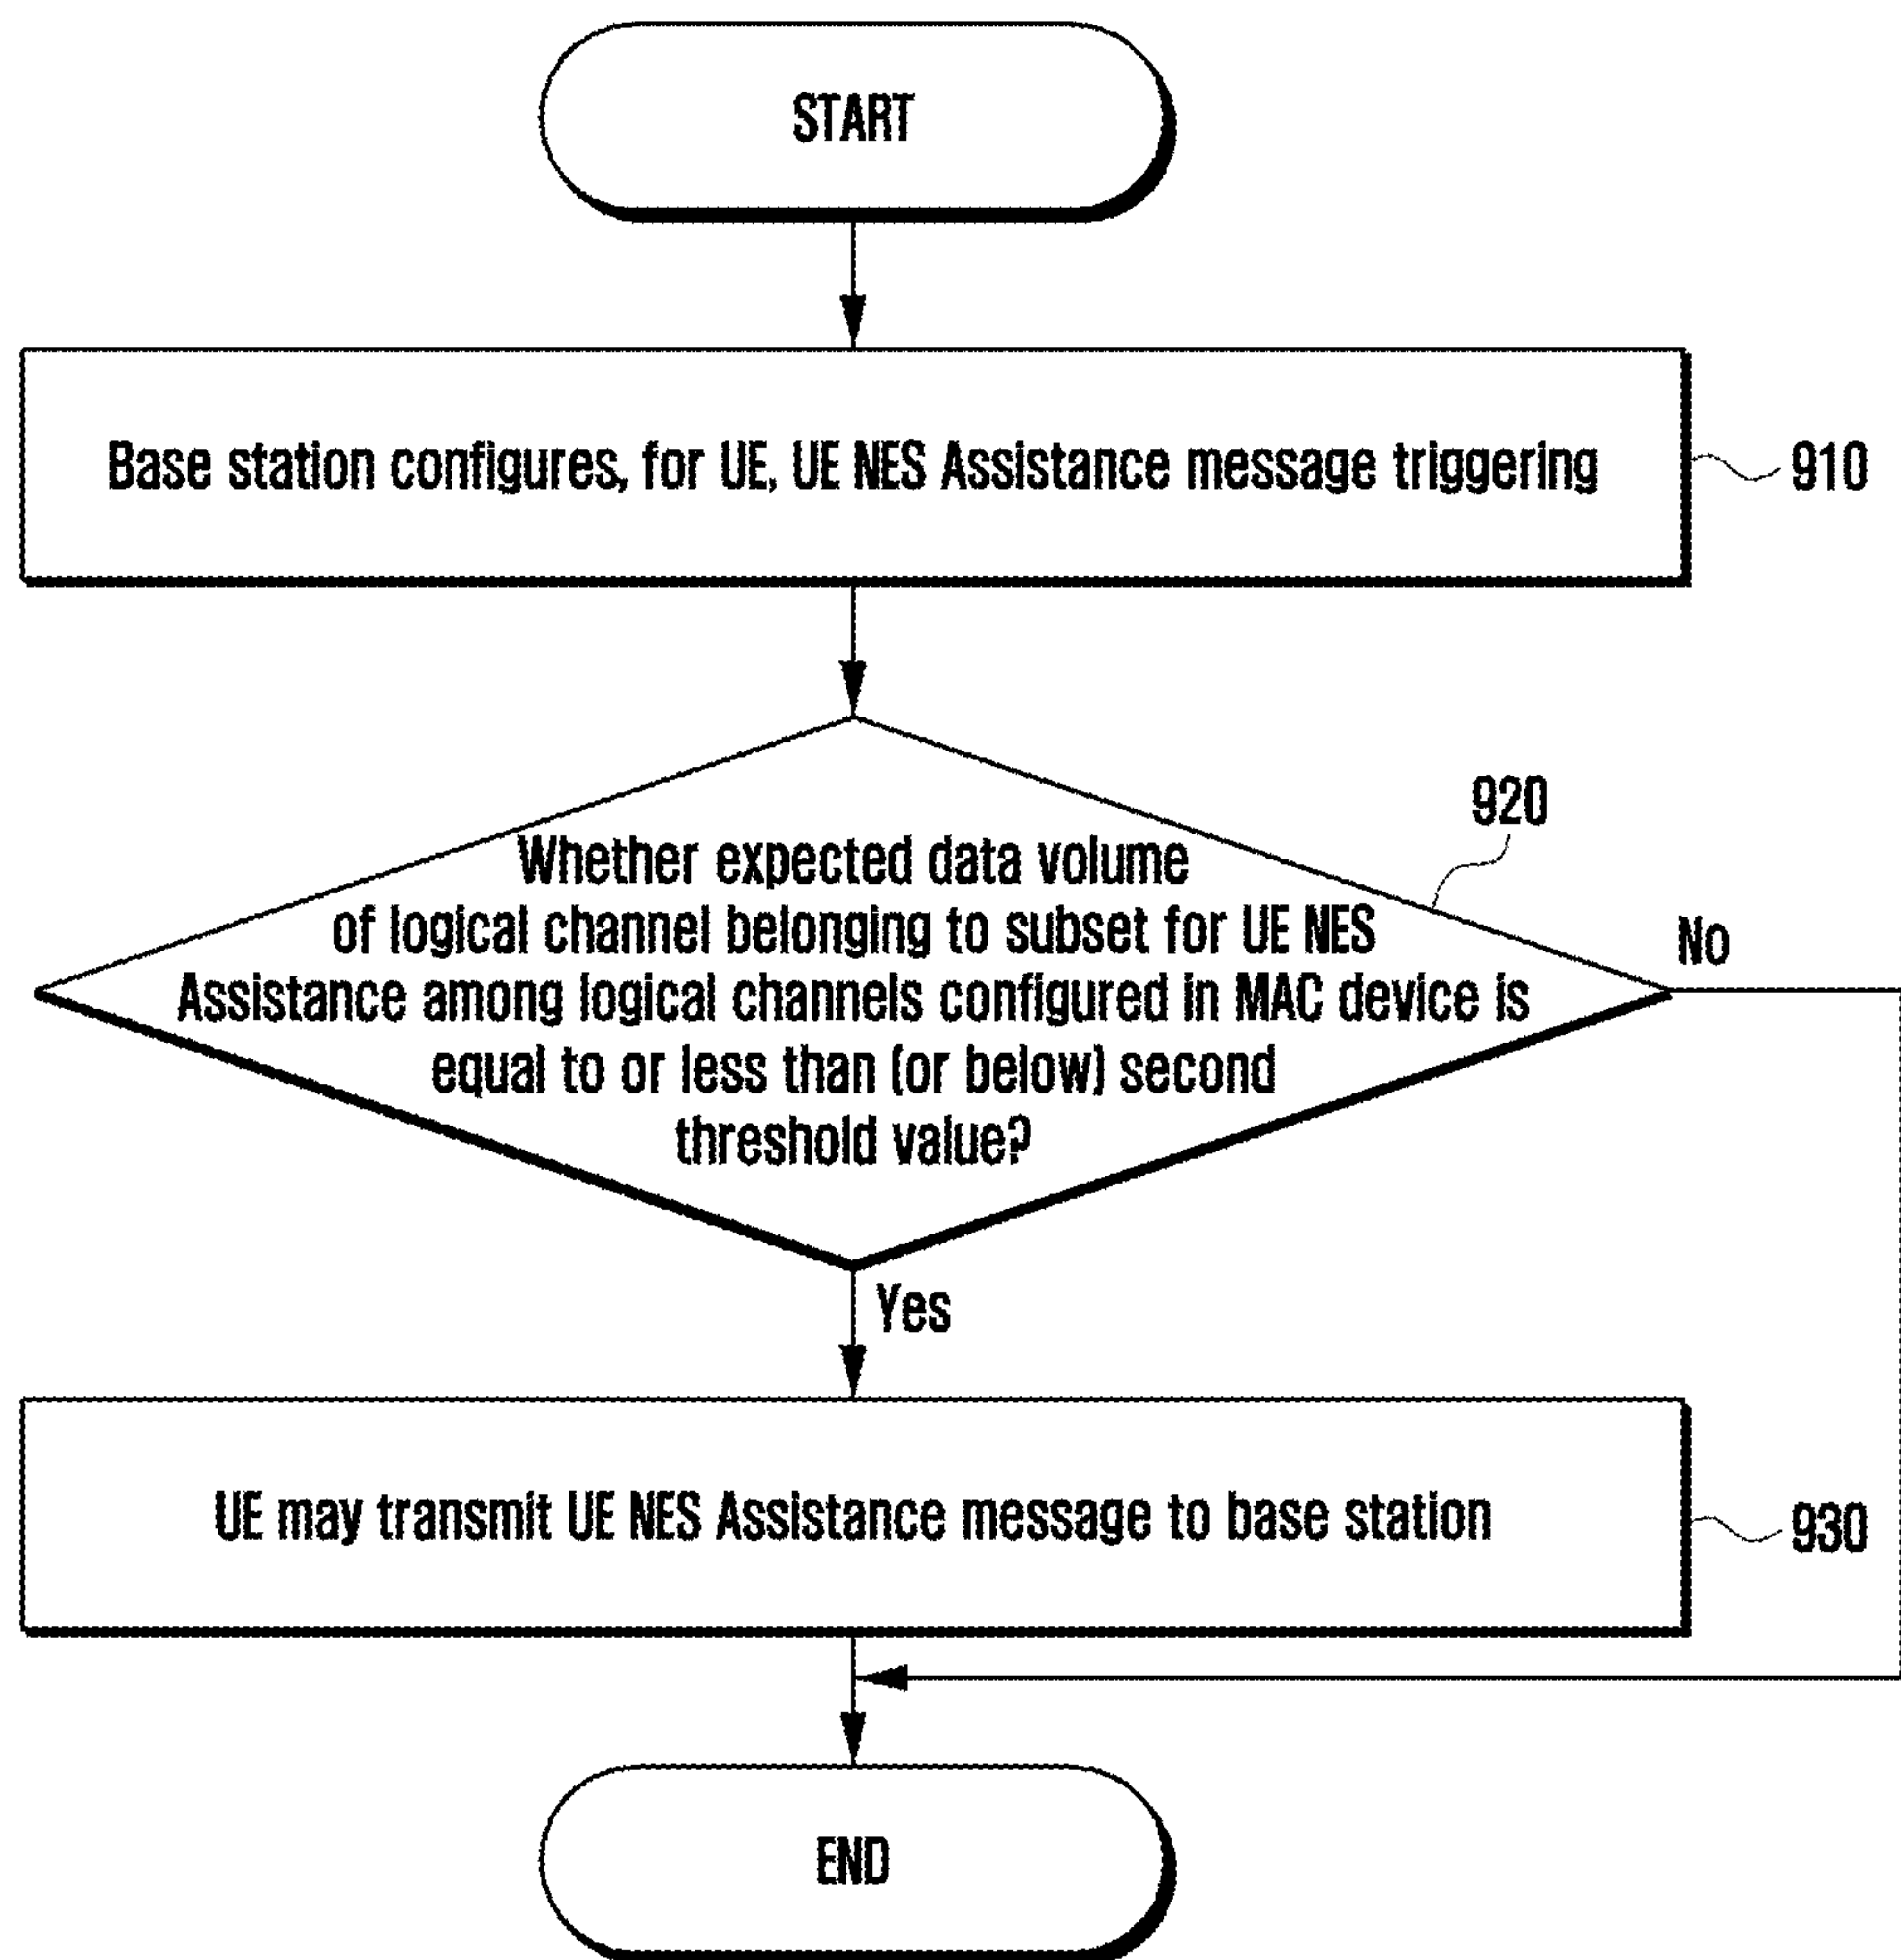 START
Base station configures, for UE, UE NES Assistance message triggering
910
920
Whether expected data volume
of logical channel belonging to subset for UE NES
Assistance among logical channels configured in MAC device is
equal to or less than (or below) second
threshold value?
No
Yes
UE may transmit UE NES Assistance message to base station
930
END